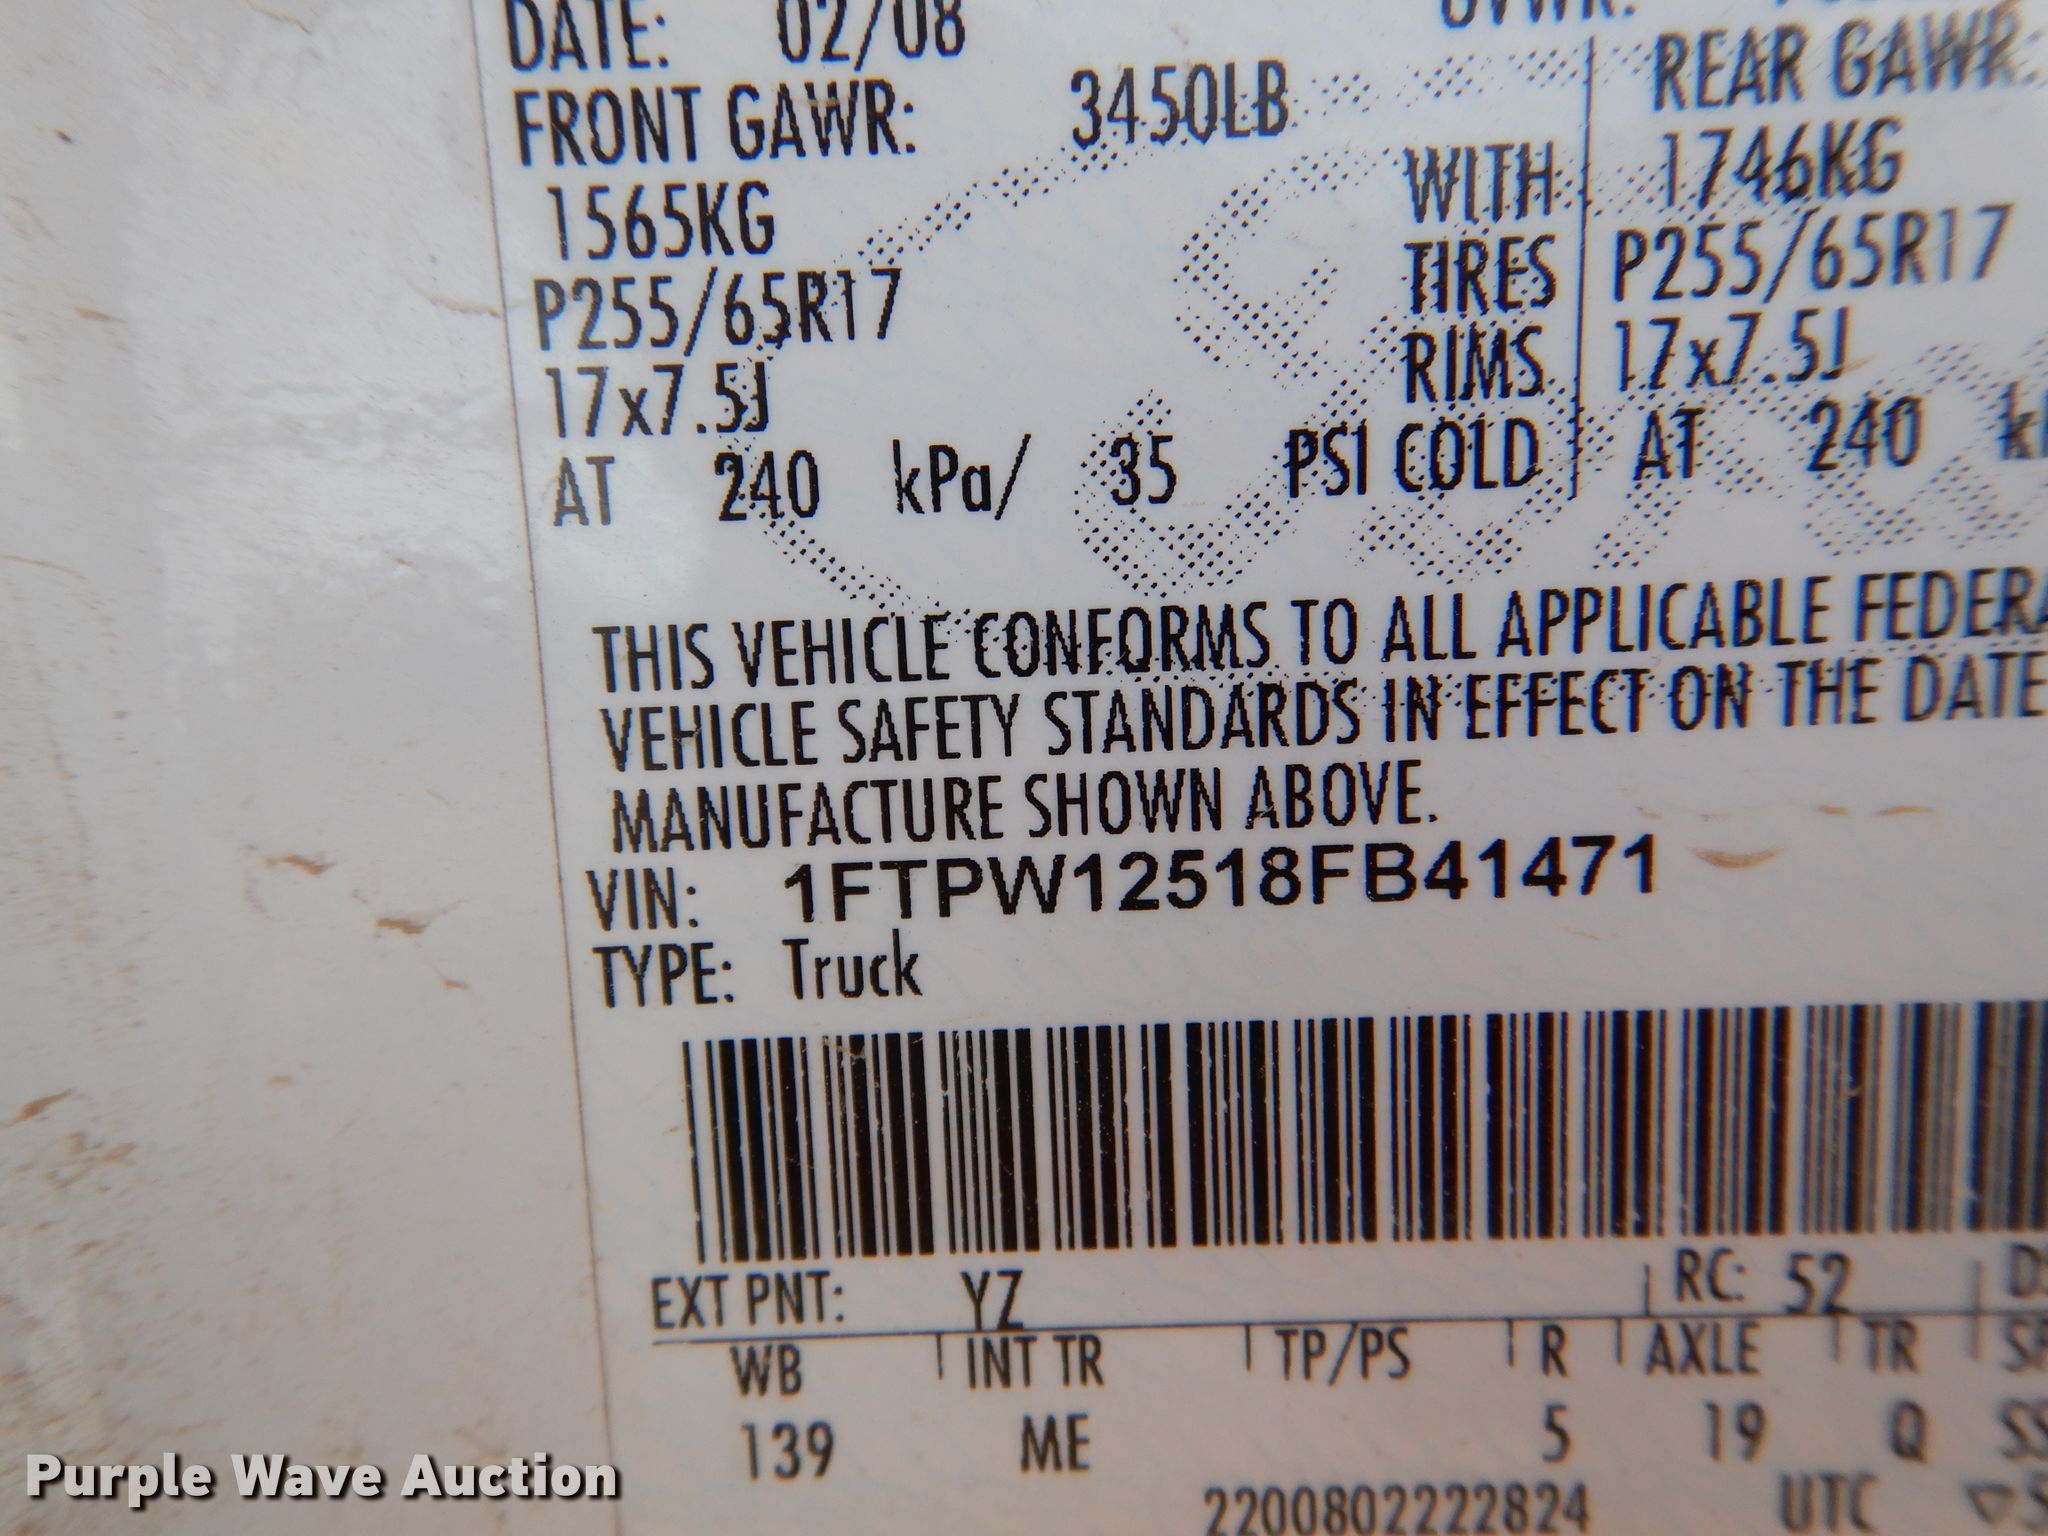 DATE: 02/08
GVWR:
FRONT GAWR: 3450LB
REAR GAWR:
1565KG WITH 1746KG
P255/65R17 TIRES P255/65R17
17x7.5J RIMS 17x7.5J
AT 240 kPa/ 35 PSI COLD AT 240
THIS VEHICLE CONFORMS TO ALL APPLICABLE FEDERA
VEHICLE SAFETY STANDARDS IN EFFECT ON THE DATE
MANUFACTURE SHOWN ABOVE.
VIN: 1FTPW12518FB41471
TYPE: Truck
EXT PNT: YZ RC: 52
WB INT TR TP/PS R AXLE TR
139 ME 5 19 Q
2200802222824 UTC
Purple Wave Auction